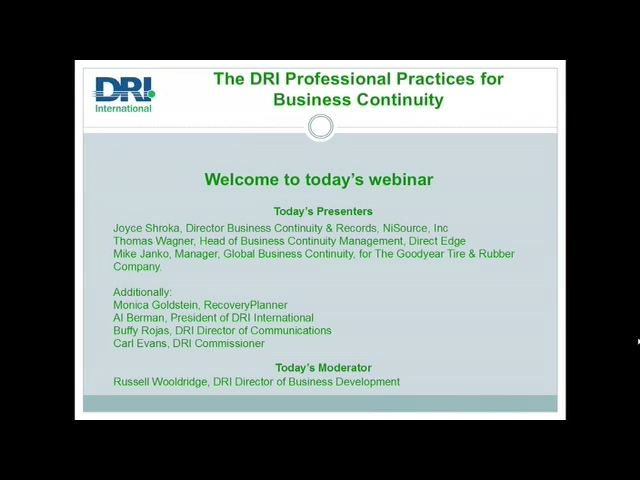 The DRI Professional Practices for
Business Continuity
DRI
International
Welcome to today's webinar
Today's Presenters
Joyce Shroka, Director Business Continuity & Records, NiSource, Inc
Thomas Wagner, Head of Business Continuity Management, Direct Edge
Mike Janko, Manager, Global Business Continuity, for The Goodyear Tire & Rubber
Company.
Additionally:
Monica Goldstein, RecoveryPlanner
Al Berman, President of DRI International
Buffy Rojas, DRI Director of Communications
Carl Evans, DRI Commissioner
Today's Moderator
Russell Wooldridge, DRI Director of Business Development